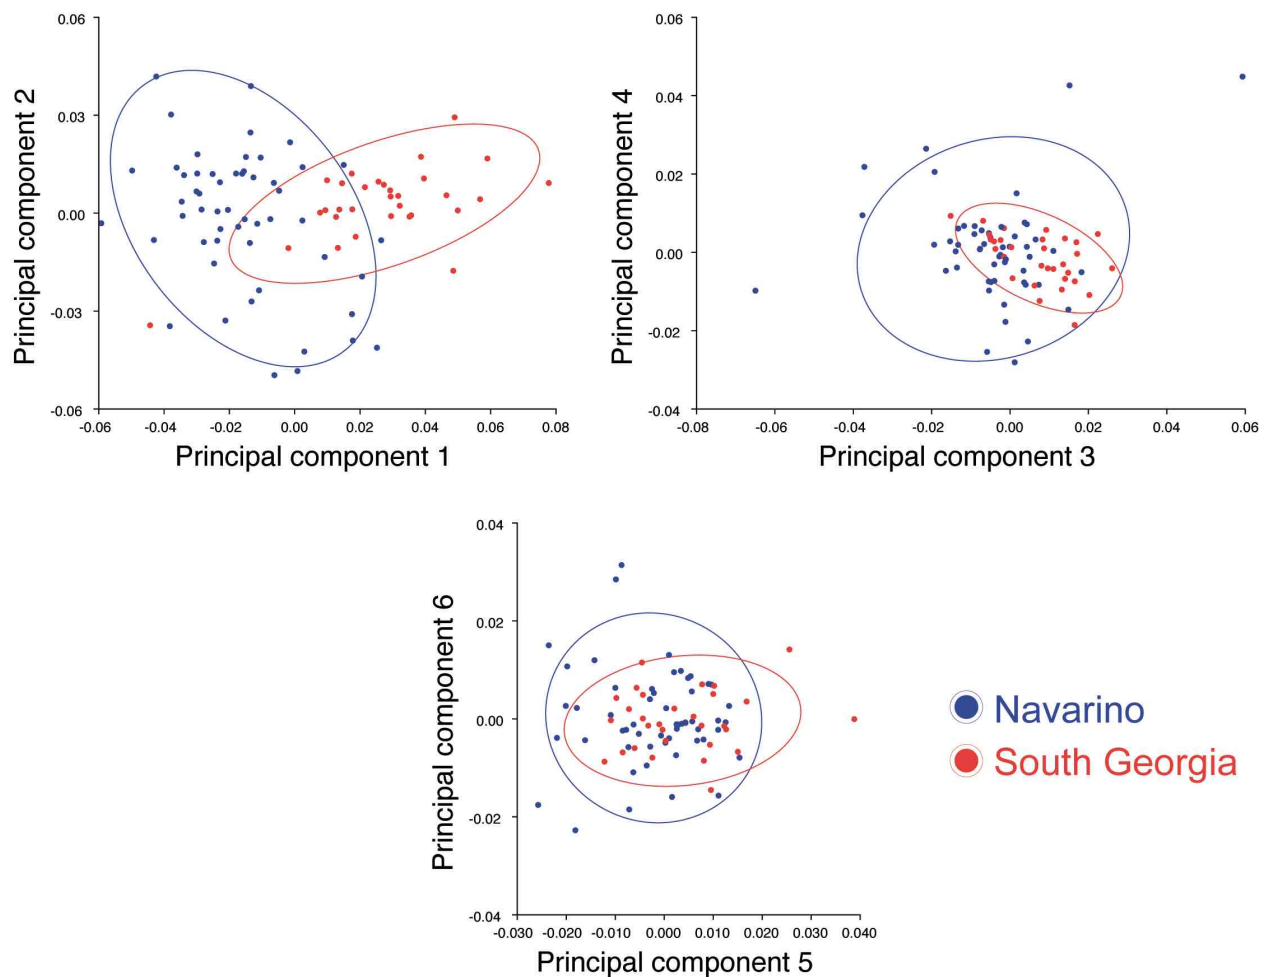 0.06
0.03
0.00
-0.03
-0.06
Principal component 2
-0.06 -0.04 -0.02 0.00 0.02 0.04 0.06 0.08
Principal component 1
0.06
0.04
0.02
0.00
-0.02
-0.04
Principal component 4
-0.08 -0.06 -0.04 -0.02 0.00 0.02 0.04 0.06
Principal component 3
0.04
0.02
0.00
-0.02
-0.04
Principal component 6
-0.030 -0.020 -0.010 0.000 0.010 0.020 0.030 0.040
Principal component 5
Navarino
South Georgia